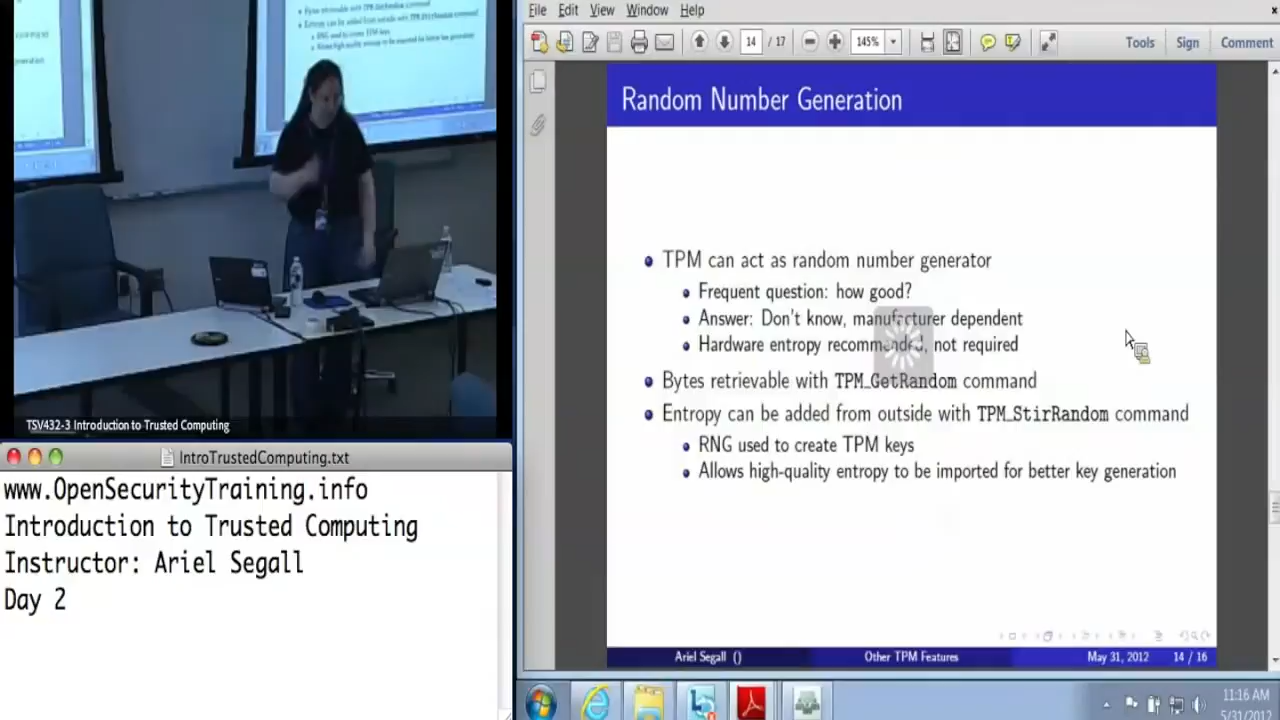 TSV432-3 Introduction to Trusted Computing
IntroTrustedComputing.txt
www.OpenSecurityTraining.info
Introduction to Trusted Computing
Instructor: Ariel Segall
Day 2
File Edit View Window Help
14 / 17
145%
Tools Sign Comment
Random Number Generation
TPM can act as random number generator
Frequent question: how good?
Answer: Don't know, manufacturer dependent
Hardware entropy recommended, not required
Bytes retrievable with TPM_GetRandom command
Entropy can be added from outside with TPM_StirRandom command
RNG used to create TPM keys
Allows high-quality entropy to be imported for better key generation
Ariel Segall () Other TPM Features May 31, 2012 14 / 16
11:16 AM
5/31/2012